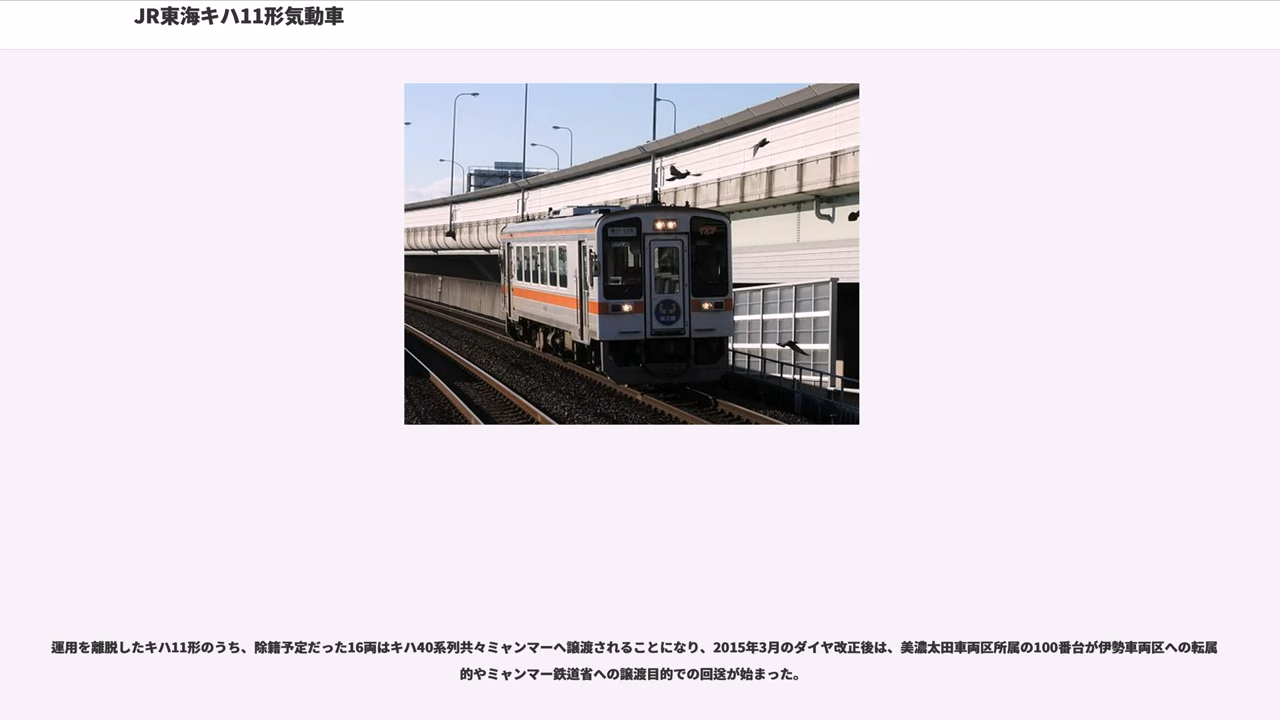 JR東海キハ11形気動車
運用を離脱したキハ11形のうち、除籍予定だった16両はキハ40系列共々ミャンマーへ譲渡されることになり、2015年3月のダイヤ改正後は、美濃太田車両区所属の100番台が伊勢車両区への転属
的やミャンマー鉄道省への譲渡目的での回送が始まった。